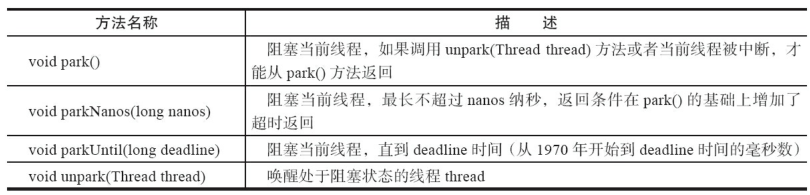 方法名称 描 述
void park() 阻塞当前线程，如果调用 unpark(Thread thread) 方法或者当前线程被中断，才
能从 park() 方法返回
void parkNanos(long nanos) 阻塞当前线程，最长不超过 nanos 纳秒，返回条件在 park() 的基础上增加了
超时返回
void parkUntil(long deadline) 阻塞当前线程，直到 deadline 时间（从 1970 年开始到 deadline 时间的毫秒数）
void unpark(Thread thread) 唤醒处于阻塞状态的线程 thread